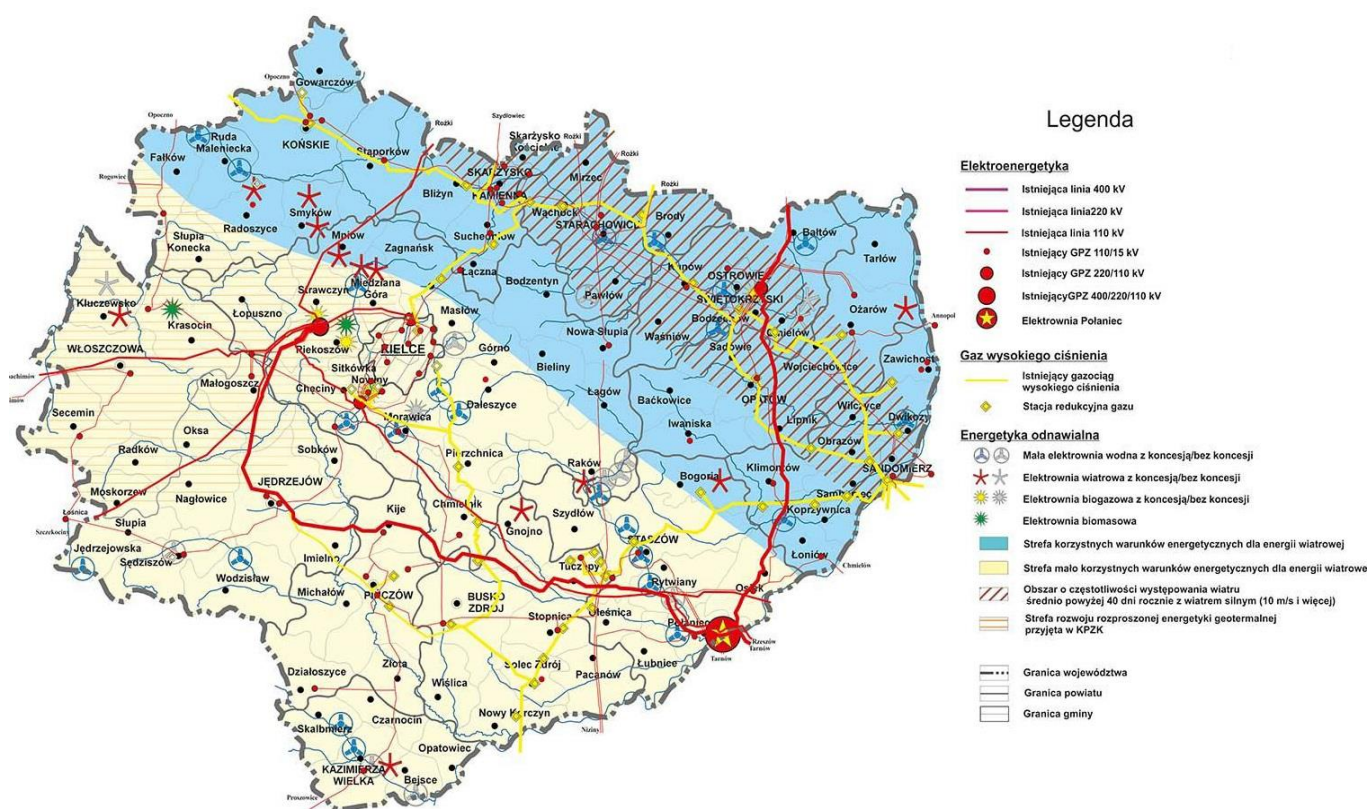 Opoczno
Gowarczów
Opoczno
Rożki
Szydłowiec
Skarżysko
Kościelne
Rożki
Rożki
Rożki
Ruda
Maleniecka
KOŃSKIE
Fałków
Stąporków
SKARŻYSKO
KAMIENNA
Mirzec
Rogowiec
Bliżyn
Wąchock
Brody
STARACHOWICE
Smyków
Radoszyce
Suchedniów
Bałtów
Słupia
Konecka
Mniów
Zagnańsk
Łączna
Kunów
OSTROWIEC
ŚWIĘTOKRZYSKI
Tarłów
Bodzentyn
Pawłów
Strawczyn
Miedziana
Góra
Kluczewsko
Krasocin
Łopuszno
Masłów
Nowa Słupia
Waśniów
Bodzechów
Ćmielów
Ożarów
Annopol
Sadowie
WŁOSZCZOWA
Piekoszów
KIELCE
Górno
Bieliny
Wojciechowice
Zawichost
Sitkówka
Nowiny
Małogoszcz
Chęciny
Łagów
Baćkowice
OPATÓW
Secemin
Daleszyce
Morawica
Lipnik
Wilczyce
Dwikozy
Oksa
Iwaniska
Radków
Sobków
Pierzchnica
Obrazów
SANDOMIERZ
Raków
Bogoria
Klimontów
Moskorzew
Nagłowice
JĘDRZEJÓW
Samborzec
Koprzywnica
Łośnica
Szczekociny
Słupia
Jędrzejowska
Kije
Chmielnik
Gnojno
Szydłów
Łoniów
Sędziszów
Imielno
STASZÓW
Chmielów
Tuczępy
Rytwiany
Osiek
Wodzisław
Michałów
PIŃCZÓW
BUSKO
ZDRÓJ
Oleśnica
Stopnica
Połaniec
Rzeszów
Tarnów
Tarnów
Działoszyce
Złota
Solec Zdrój
Łubnice
Pacanów
Wiślica
Skalbmierz
Czarnocin
Nowy Korczyn
Niziny
Opatowiec
KAZIMIERZA
WIELKA
Bejsce
Proszowice
Legenda
Elektroenergetyka
Istniejąca linia 400 kV
Istniejąca linia220 kV
Istniejąca linia 110 kV
Istniejący GPZ 110/15 kV
Istniejący GPZ 220/110 kV
IstniejącyGPZ 400/220/110 kV
Elektrownia Połaniec
Gaz wysokiego ciśnienia
Istniejący gazociąg
wysokiego ciśnienia
Stacja redukcyjna gazu
Energetyka odnawialna
Mała elektrownia wodna z koncesją/bez koncesji
Elektrownia wiatrowa z koncesją/bez koncesji
Elektrownia biogazowa z koncesją/bez koncesji
Elektrownia biomasowa
Strefa korzystnych warunków energetycznych dla energii wiatrowej
Strefa mało korzystnych warunków energetycznych dla energii wiatrowe
Obszar o częstotliwości występowania wiatru
średnio powyżej 40 dni rocznie z wiatrem silnym (10 m/s i więcej)
Strefa rozwoju rozproszonej energetyki geotermalnej
przyjęta w KPZK
Granica województwa
Granica powiatu
Granica gminy